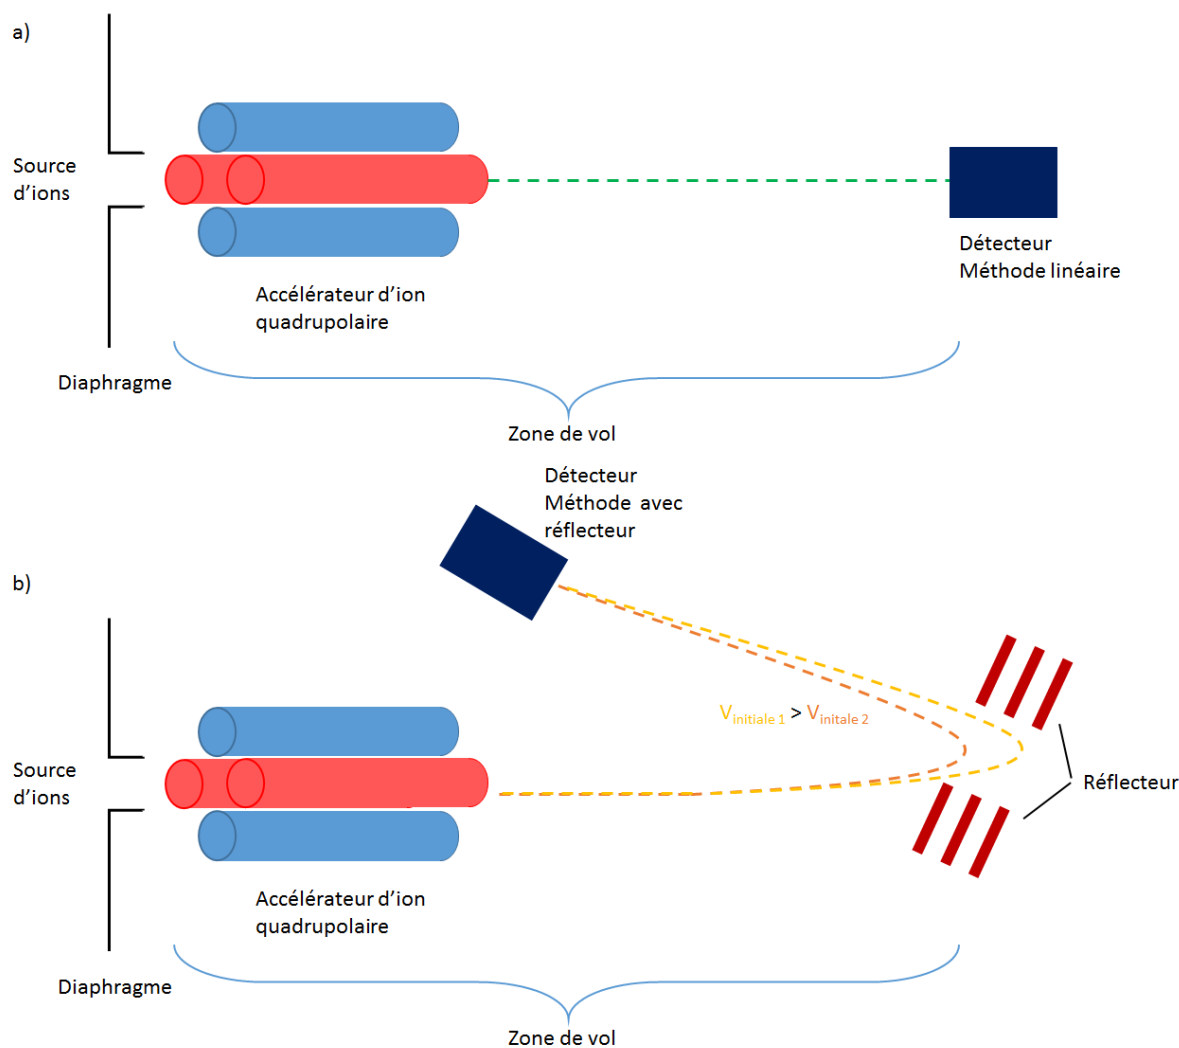 a)
Source
d’ions
Détecteur
Méthode linéaire
Accélérateur d’ion
quadrupolaire
Diaphragme
Zone de vol
Détecteur
Méthode avec
réflecteur
b)
Vinitiale 1 > Vinitale 2
Source
d’ions
Réflecteur
Accélérateur d’ion
quadrupolaire
Diaphragme
Zone de vol